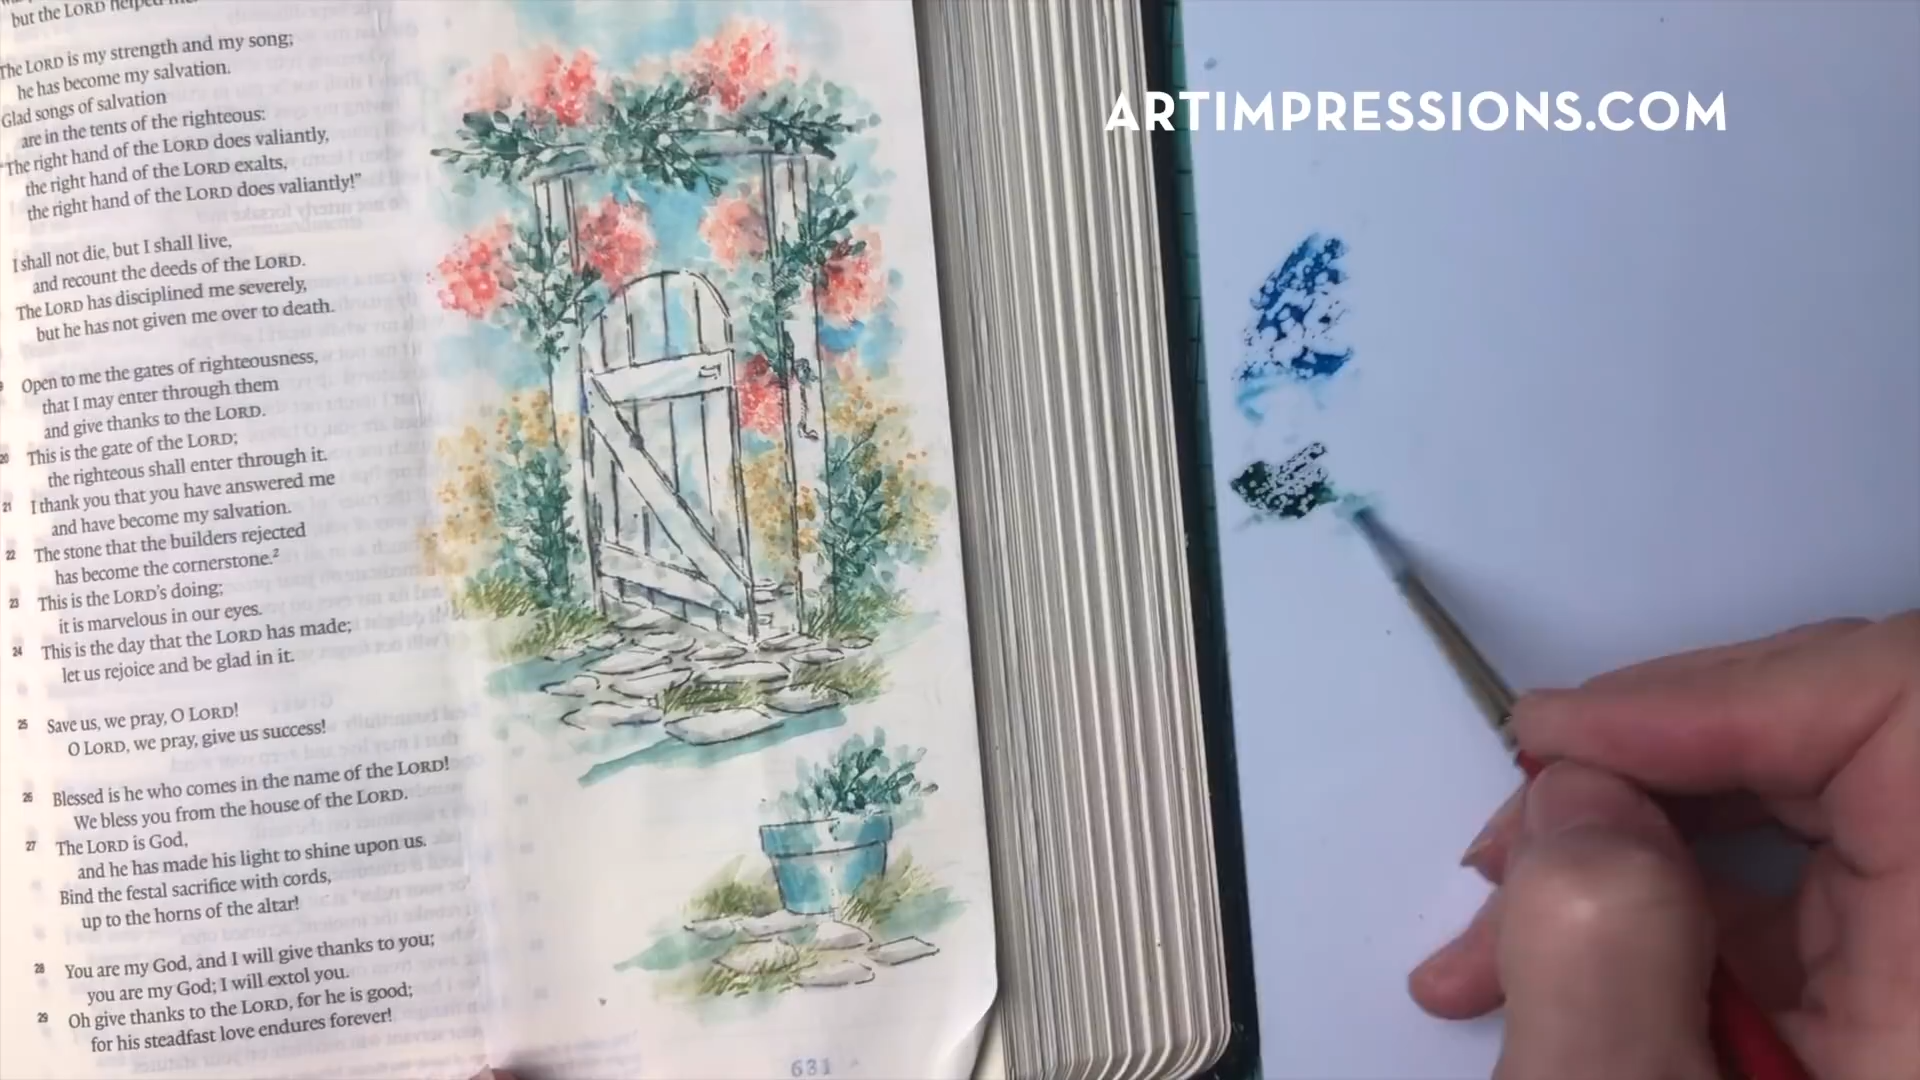 but the LORD helped me.
The LORD is my strength and my song;
he has become my salvation.
Glad songs of salvation
are in the tents of the righteous:
"The right hand of the LORD does valiantly,
the right hand of the LORD exalts,
the right hand of the LORD does valiantly!"
I shall not die, but I shall live,
and recount the deeds of the LORD.
The LORD has disciplined me severely,
but he has not given me over to death.
9 Open to me the gates of righteousness,
that I may enter through them
and give thanks to the LORD.
20 This is the gate of the LORD;
the righteous shall enter through it.
21 I thank you that you have answered me
and have become my salvation.
22 The stone that the builders rejected
has become the cornerstone.2
23 This is the LORD's doing;
it is marvelous in our eyes.
24 This is the day that the LORD has made;
let us rejoice and be glad in it.
25 Save us, we pray, O LORD!
O LORD, we pray, give us success!
26 Blessed is he who comes in the name of the LORD!
We bless you from the house of the LORD.
27 The LORD is God,
and he has made his light to shine upon us.
Bind the festal sacrifice with cords,
up to the horns of the altar!
28 You are my God, and I will give thanks to you;
you are my God; I will extol you.
29 Oh give thanks to the LORD, for he is good;
for his steadfast love endures forever!
631
ARTIMPRESSIONS.COM